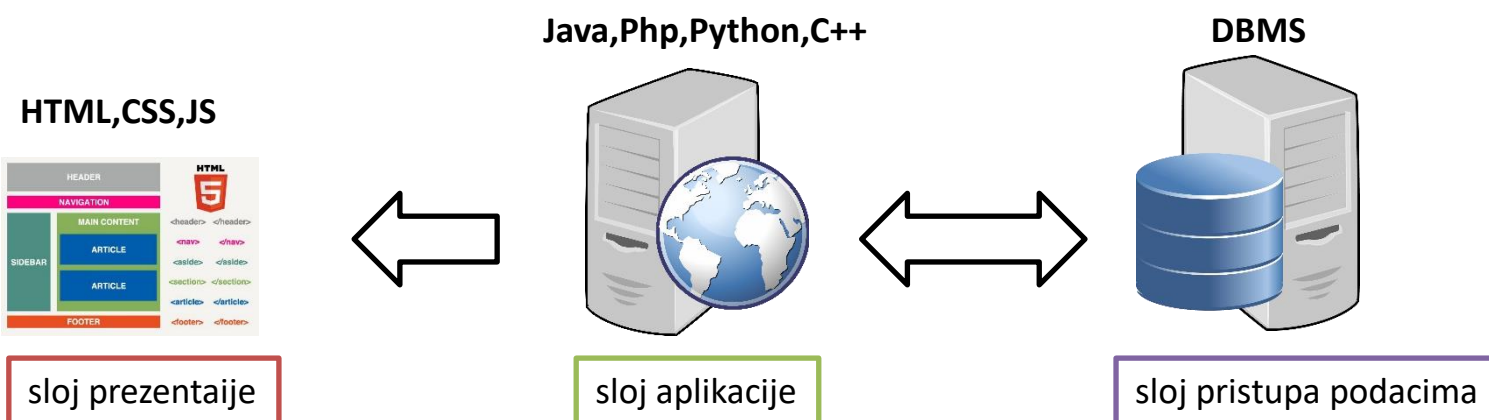 Java,Php,Python,C++
DBMS
HTML,CSS,JS
HEADER
NAVIGATION
SIDEBAR
MAIN CONTENT
ARTICLE
ARTICLE
FOOTER
HTML
5
<header> </header>
<nav> </nav>
<aside> </aside>
<section> </section>
<article> </article>
<footer> </footer>
sloj prezentaije
sloj aplikacije
sloj pristupa podacima